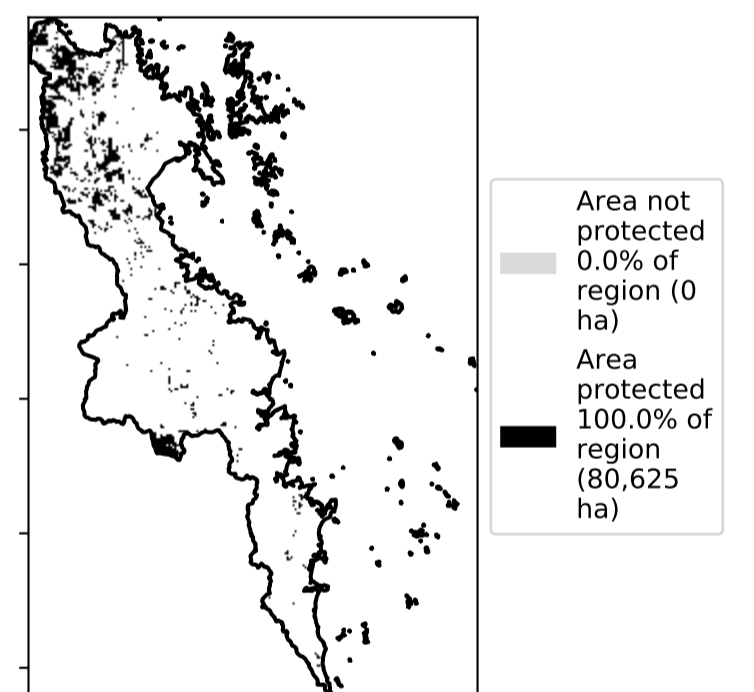 Area not
protected
0.0% of
region (0
ha)
Area
protected
100.0% of
region
(80,625
ha)